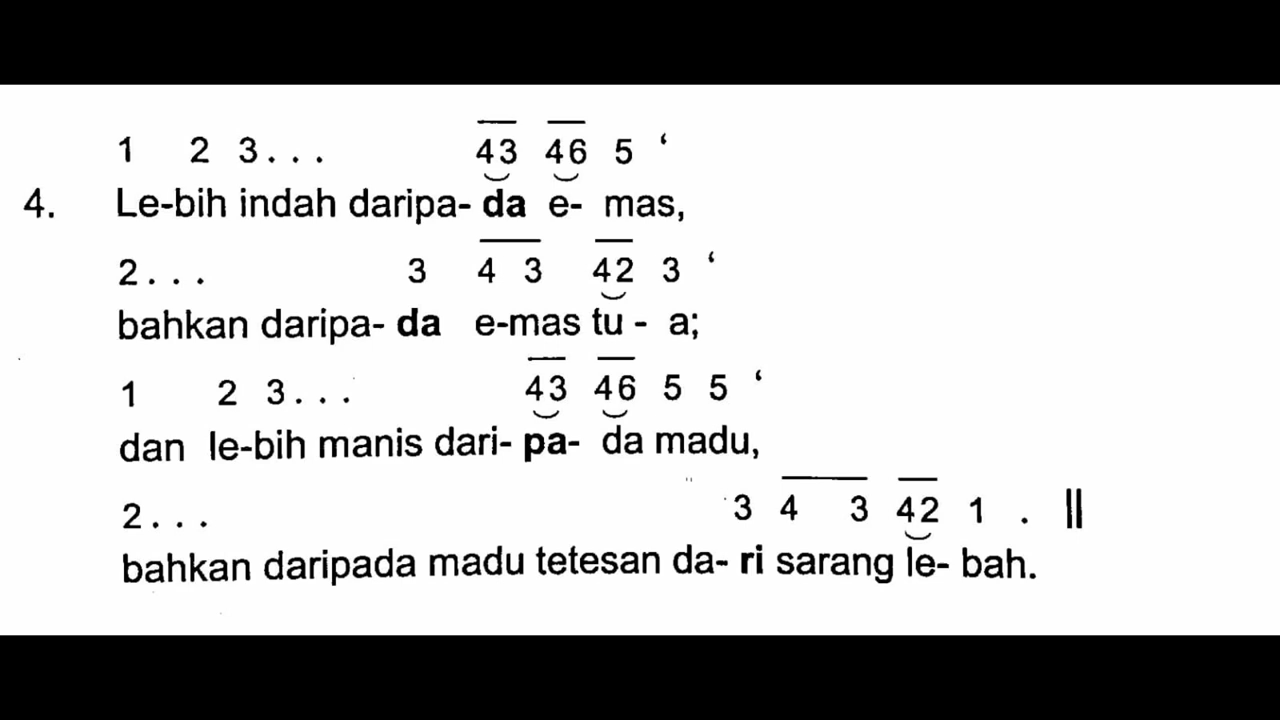 1 2 3... 43 46 5 ‘
4. Le-bih indah daripa- da e- mas,
2... 3 4 3 42 3 ‘
bahkan daripa- da e-mas tu - a;
1 2 3... 43 46 5 5 ‘
dan le-bih manis dari- pa- da madu,
2... 3 4 3 42 1 . ||
bahkan daripada madu tetesan da- ri sarang le- bah.